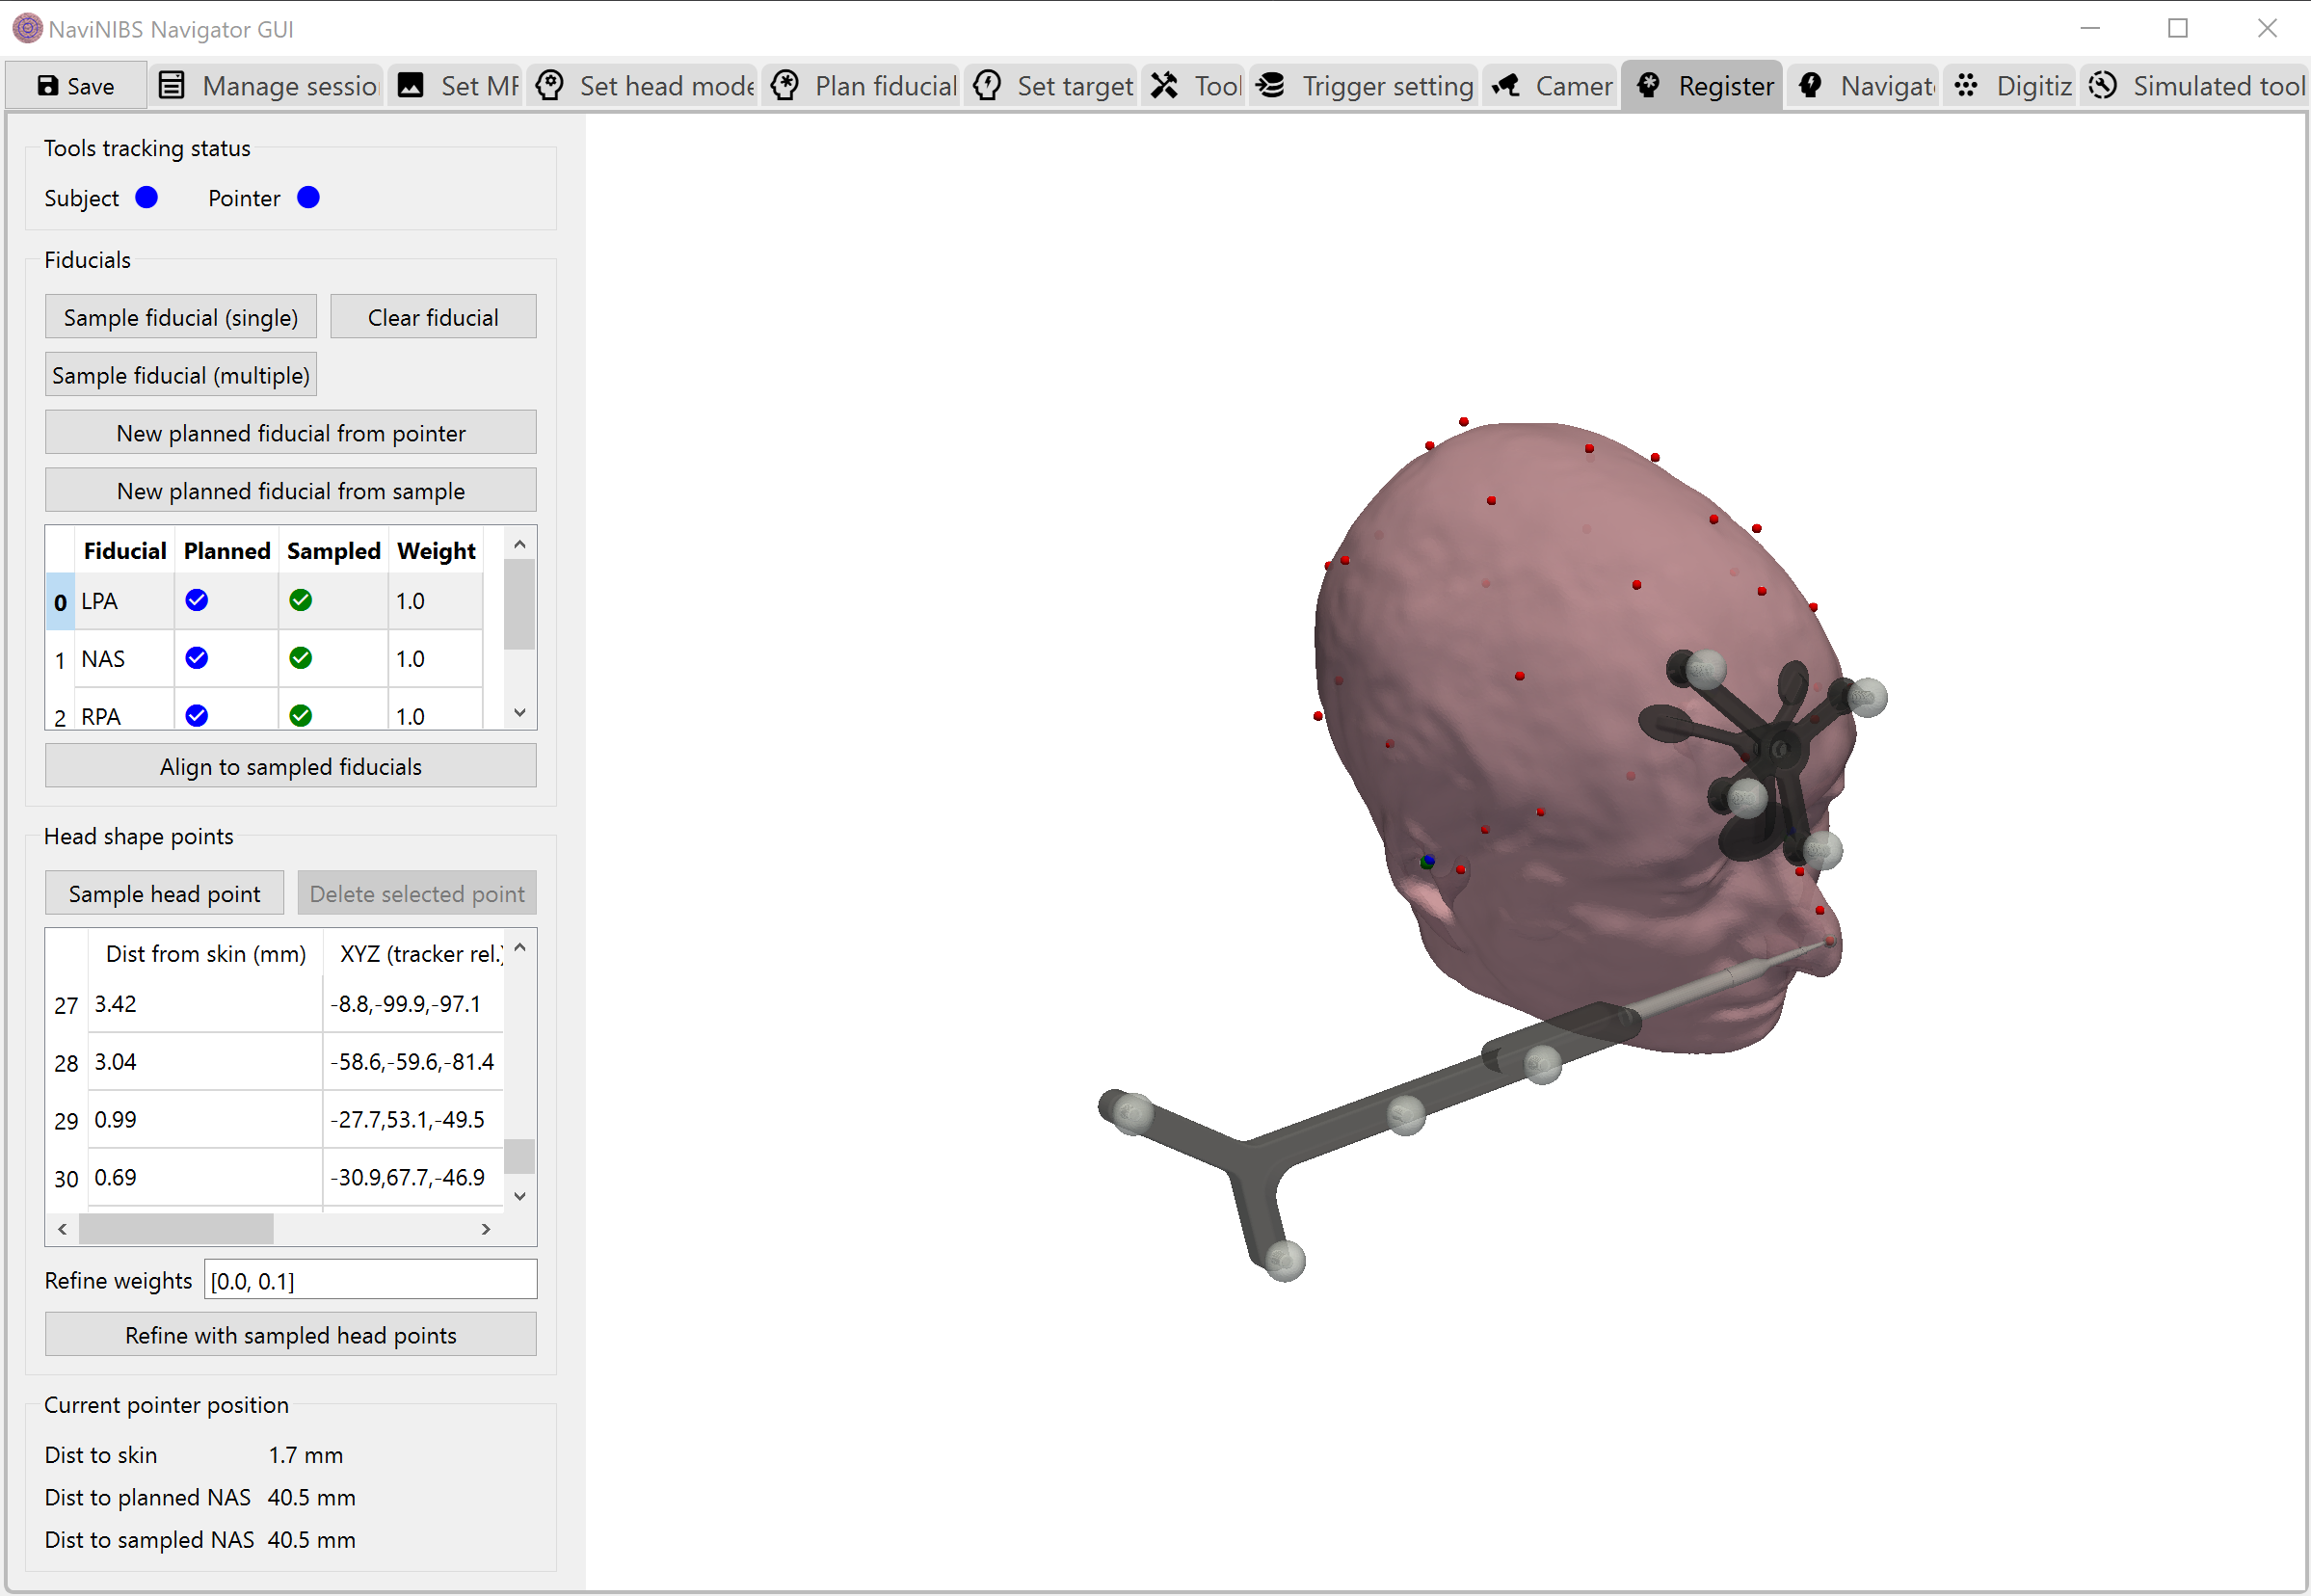 NaviNIBS Navigator GUI
Save Manage sessio Set MR Set head mode Plan fiducial Set target Tool Trigger setting Camer Register Navigat Digitiz Simulated tool
Tools tracking status
Subject Pointer
Fiducials
Sample fiducial (single) Clear fiducial
Sample fiducial (multiple)
New planned fiducial from pointer
New planned fiducial from sample
Fiducial Planned Sampled Weight
0 LPA 1.0
1 NAS 1.0
2 RPA 1.0
Align to sampled fiducials
Head shape points
Sample head point Delete selected point
Dist from skin (mm) XYZ (tracker rel.)
27 3.42 -8.8,-99.9,-97.1
28 3.04 -58.6,-59.6,-81.4
29 0.99 -27.7,53.1,-49.5
30 0.69 -30.9,67.7,-46.9
Refine weights [0.0, 0.1]
Refine with sampled head points
Current pointer position
Dist to skin 1.7 mm
Dist to planned NAS 40.5 mm
Dist to sampled NAS 40.5 mm